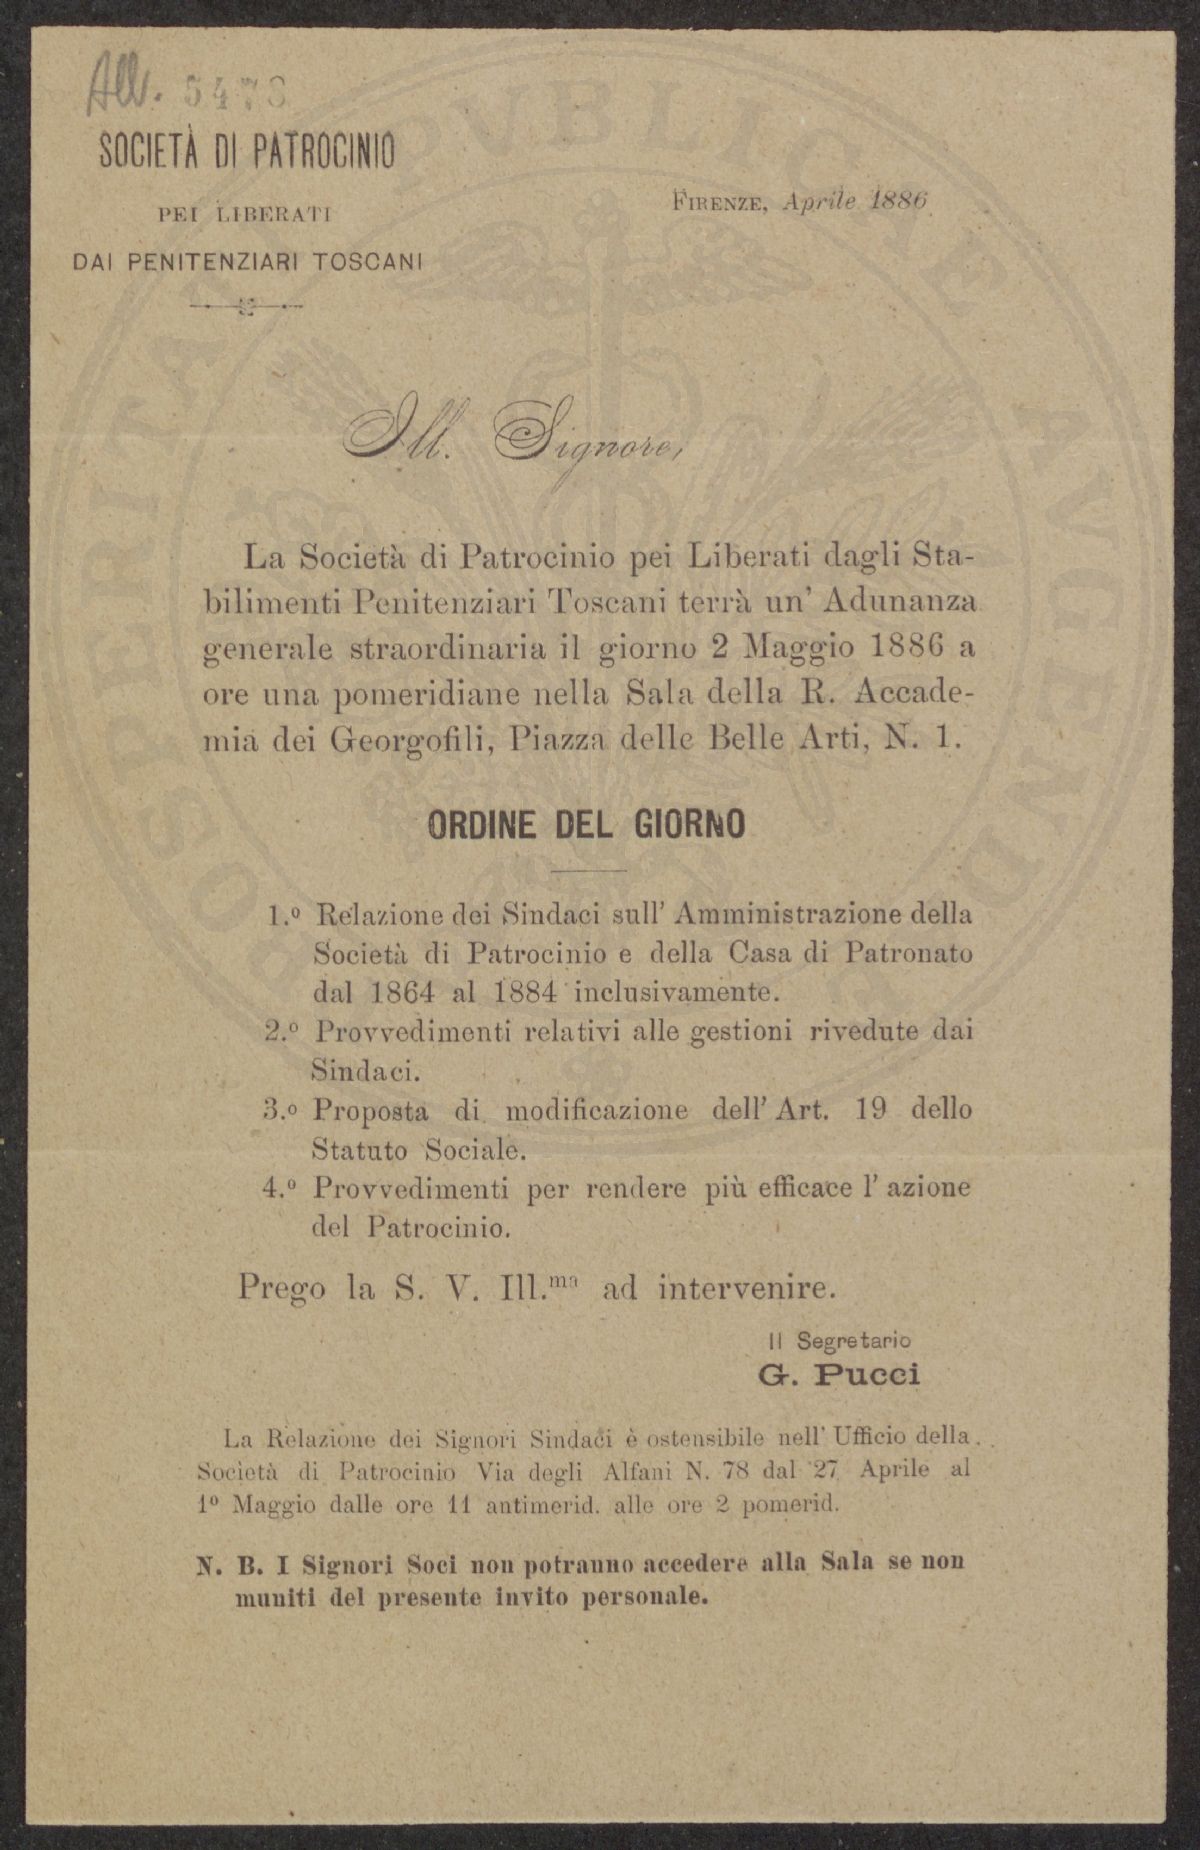 All. 5473
SOCIETÀ DI PATROCINIO
PEI LIBERATI
DAI PENITENZIARI TOSCANI
FIRENZE, Aprile 1886
Ill. Signore,
La Società di Patrocinio pei Liberati dagli Sta-
bilimenti Penitenziari Toscani terrà un' Adunanza
generale straordinaria il giorno 2 Maggio 1886 a
ore una pomeridiane nella Sala della R. Accade-
mia dei Georgofili, Piazza delle Belle Arti, N. 1.
ORDINE DEL GIORNO
1.º Relazione dei Sindaci sull' Amministrazione della
Società di Patrocinio e della Casa di Patronato
dal 1864 al 1884 inclusivamente.
2.º Provvedimenti relativi alle gestioni rivedute dai
Sindaci.
3.º Proposta di modificazione dell' Art. 19 dello
Statuto Sociale.
4.º Provvedimenti per rendere più efficace l' azione
del Patrocinio.
Prego la S. V. Ill.ma ad intervenire.
Il Segretario
G. Pucci
La Relazione dei Signori Sindaci è ostensibile nell' Ufficio della
Società di Patrocinio Via degli Alfani N. 78 dal 27 Aprile al
1º Maggio dalle ore 11 antimerid. alle ore 2 pomerid.
N. B. I Signori Soci non potranno accedere alla Sala se non
muniti del presente invito personale.